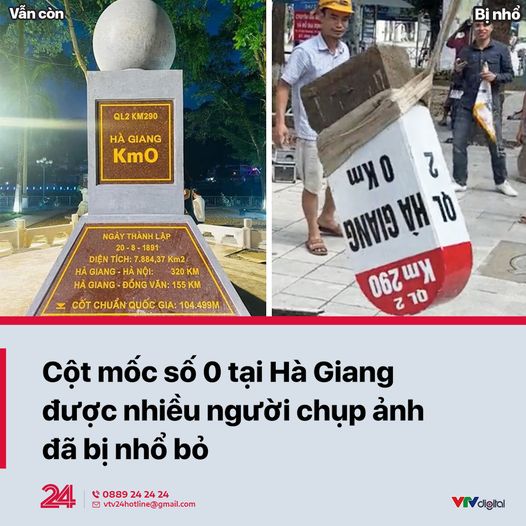 Vẫn còn
Bị nhổ
QL2 KM290
HÀ GIANG
Km0
NGÀY THÀNH LẬP
20 - 8 - 1891
DIỆN TÍCH: 7.884,37 Km2
HÀ GIANG - HÀ NỘI: 320 KM
HÀ GIANG - ĐỒNG VĂN: 155 KM
CỐT CHUẨN QUỐC GIA: 104.499M
QL 2
HÀ GIANG
0 Km
QL 2
Km290
Cột mốc số 0 tại Hà Giang
được nhiều người chụp ảnh
đã bị nhổ bỏ
24
0889 24 24 24
vtv24hotline@gmail.com
VTVdigital